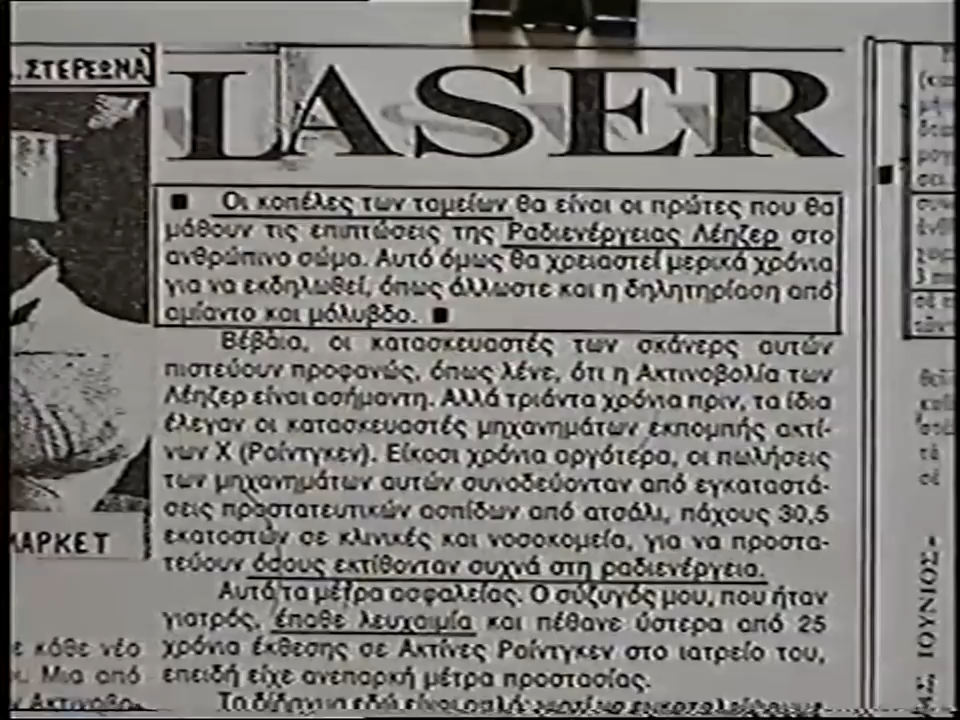 ΣΤΕΡΕΩΜΑ
LASER
■ Οι κοπέλες των ταμείων θα είναι οι πρώτες που θα
μάθουν τις επιπτώσεις της Ραδιενέργειας Λέηζερ στο
ανθρώπινο σώμα. Αυτό όμως θα χρειαστεί μερικά χρόνια
για να εκδηλωθεί, όπως άλλωστε και η δηλητηρίαση από
αμίαντο και μόλυβδο. ■
Βέβαια, οι κατασκευαστές των σκάνερς αυτών
πιστεύουν προφανώς, όπως λένε, ότι η Ακτινοβολία των
Λέηζερ είναι ασήμαντη. Αλλά τριάντα χρόνια πριν, τα ίδια
έλεγαν οι κατασκευαστές μηχανημάτων εκπομπής ακτί-
νων Χ (Ραίντγκεν). Είκοσι χρόνια αργότερα, οι πωλήσεις
των μηχανημάτων αυτών συνοδεύονταν από εγκαταστά-
σεις προστατευτικών ασπίδων από ατσάλι, πάχους 30,5
εκατοστών σε κλινικές και νοσοκομεία, για να προστα-
τεύουν όσους εκτίθονταν συχνά στη ραδιενέργεια.
Αυτά τα μέτρα ασφαλείας. Ο σύζυγός μου, που ήταν
γιατρός, έπαθε λευχαιμία και πέθανε ύστερα από 25
χρόνια έκθεσης σε Ακτίνες Ραίντγκεν στο ιατρείο του,
επειδή είχε ανεπαρκή μέτρα προστασίας.
ΜΑΡΚΕΤ
ε κάθε νέο
Μια από
ΙΟΥΝΙΟΣ